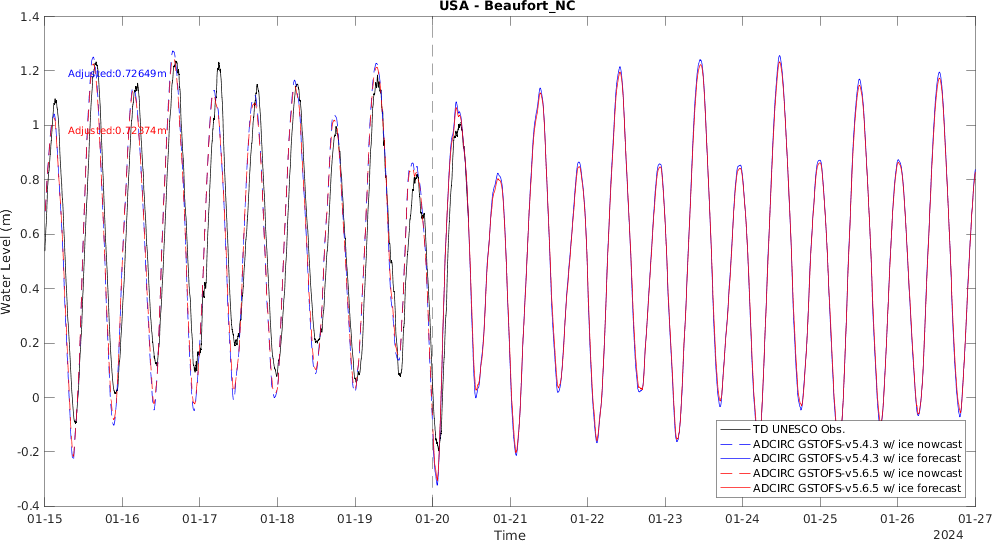 USA - Beaufort_NC
1.4
1.2
1
0.8
0.6
0.4
0.2
0
-0.2
-0.4
Water Level (m)
Adjusted:0.72649m
Adjusted:0.72374m
TD UNESCO Obs.
ADCIRC GSTOFS-v5.4.3 w/ ice nowcast
ADCIRC GSTOFS-v5.4.3 w/ ice forecast
ADCIRC GSTOFS-v5.6.5 w/ ice nowcast
ADCIRC GSTOFS-v5.6.5 w/ ice forecast
01-15 01-16 01-17 01-18 01-19 01-20 01-21 01-22 01-23 01-24 01-25 01-26 01-27
Time
2024